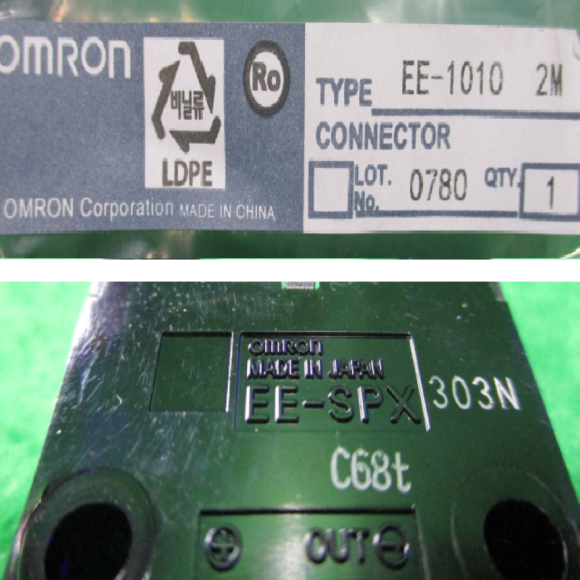 OMRON
비닐류
LDPE
Ro
TYPE EE-1010 2M
CONNECTOR
LOT. No. 0780 QTY. 1
OMRON Corporation MADE IN CHINA
OMRON
MADE IN JAPAN
EE-SPX 303N
C68t
+ OUT -